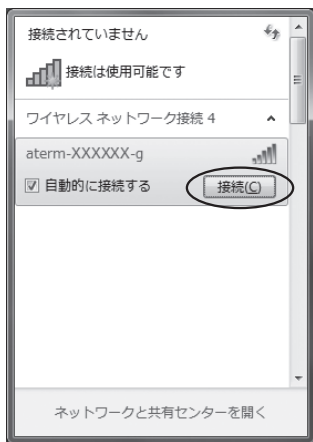 接続されていません
接続は使用可能です
ワイヤレス ネットワーク接続 4
aterm-XXXXXX-g
自動的に接続する
接続(C)
ネットワークと共有センターを開く